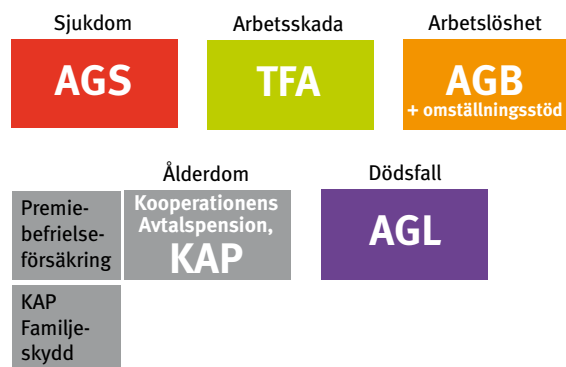 Sjukdom
AGS
Arbetsskada
TFA
Arbetslöshet
AGB
+ omställningsstöd
Premie-
befrielse-
försäkring
Ålderdom
Kooperationens
Avtalspension,
KAP
Dödsfall
AGL
KAP
Familje-
skydd